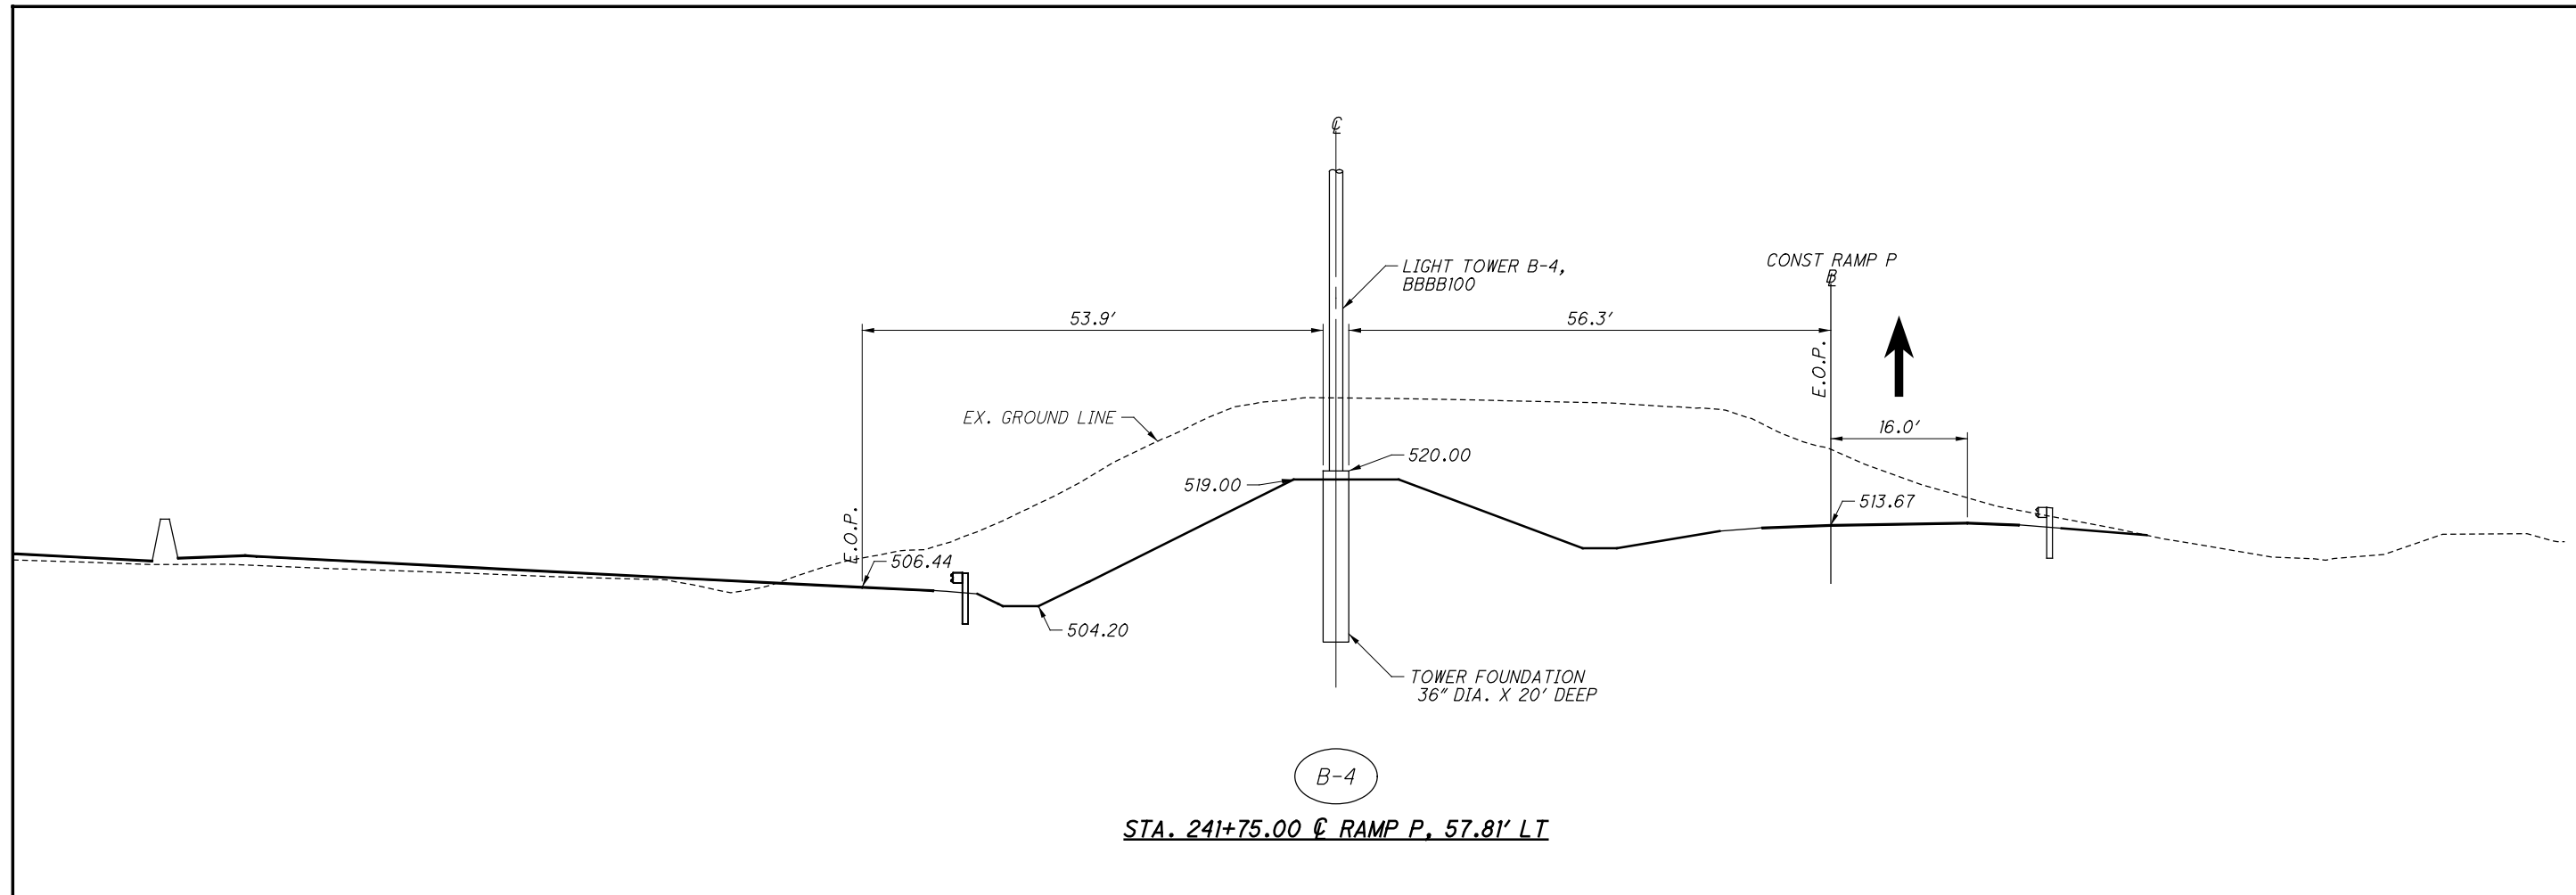 ℄
LIGHT TOWER B-4,
BBBB100
CONST RAMP P
B̵L
53.9'
56.3'
E.O.P.
EX. GROUND LINE
16.0'
520.00
519.00
513.67
E.O.P.
506.44
504.20
TOWER FOUNDATION
36" DIA. X 20' DEEP
B-4
STA. 241+75.00 ℄ RAMP P, 57.81' LT